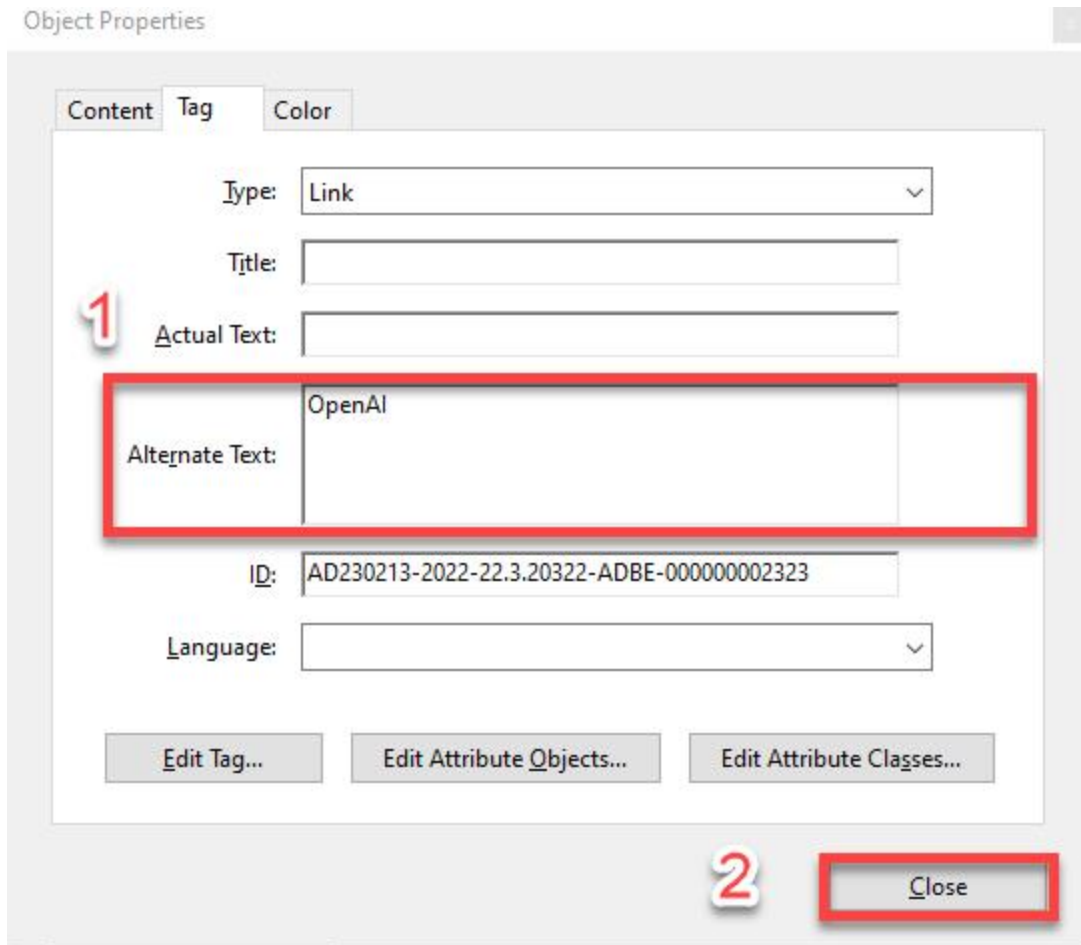 Object Properties
Content Tag Color
Type: Link
Title:
1
Actual Text:
OpenAI
Alternate Text:
ID: AD230213-2022-22.3.20322-ADBE-000000002323
Language:
Edit Tag... Edit Attribute Objects... Edit Attribute Classes...
2 Close